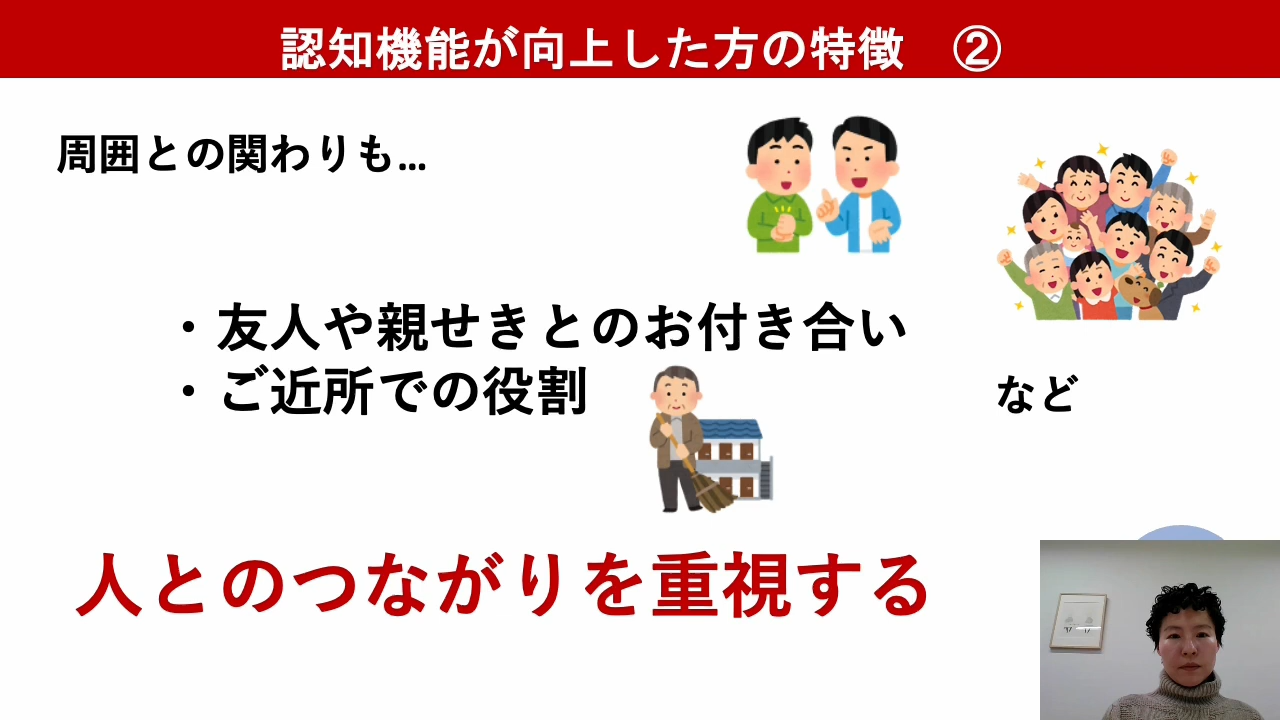 認知機能が向上した方の特徴　②
周囲との関わりも…
・友人や親せきとのお付き合い
・ご近所での役割
など
人とのつながりを重視する